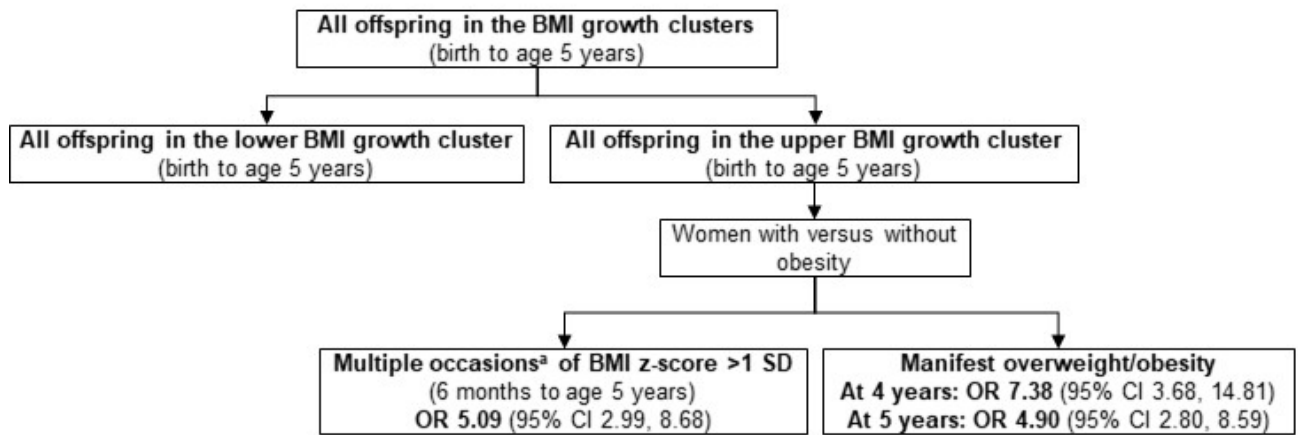 All offspring in the BMI growth clusters
(birth to age 5 years)
All offspring in the lower BMI growth cluster
(birth to age 5 years)
All offspring in the upper BMI growth cluster
(birth to age 5 years)
Women with versus without
obesity
Multiple occasionsᵃ of BMI z-score >1 SD
(6 months to age 5 years)
OR 5.09 (95% CI 2.99, 8.68)
Manifest overweight/obesity
At 4 years: OR 7.38 (95% CI 3.68, 14.81)
At 5 years: OR 4.90 (95% CI 2.80, 8.59)